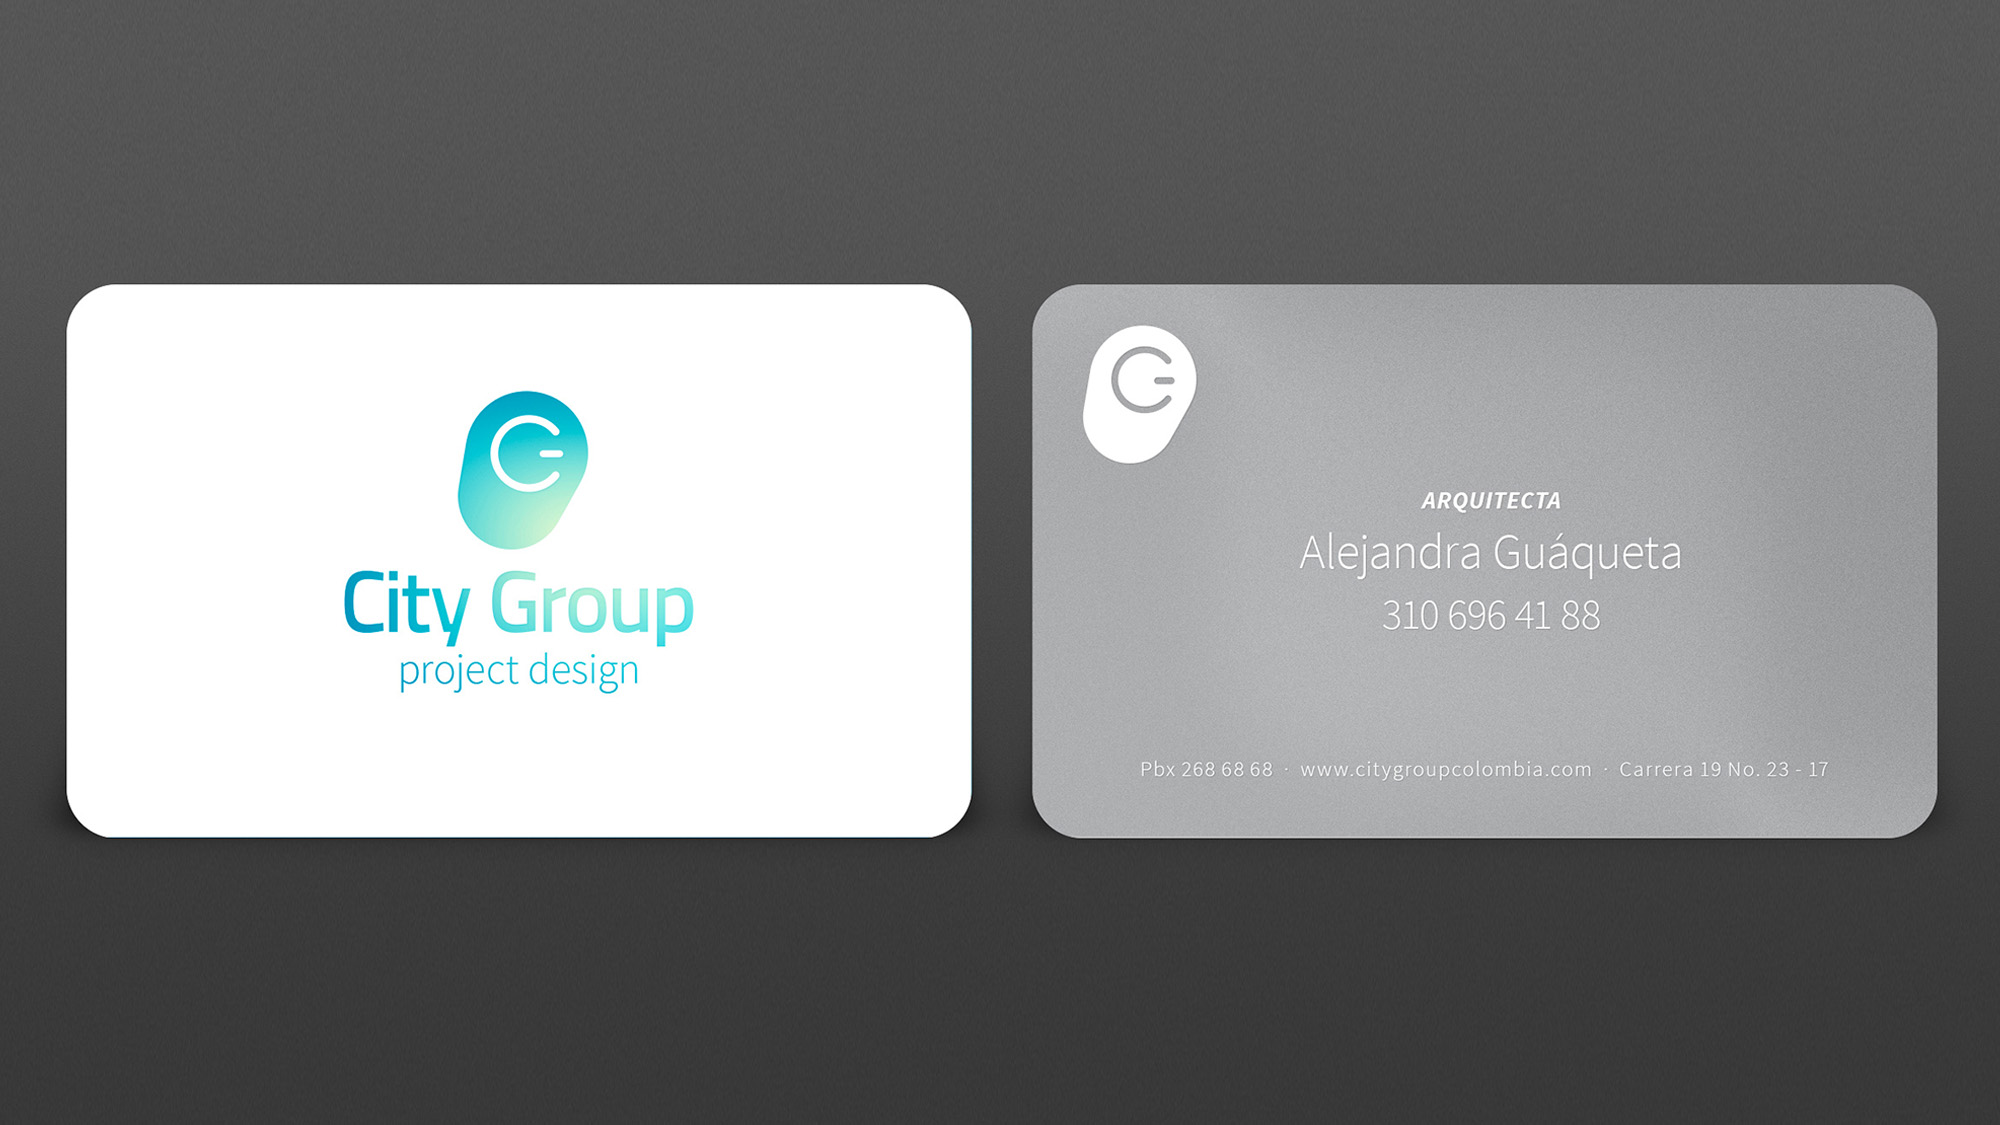 City Group
project design
ARQUITECTA
Alejandra Guáqueta
310 696 41 88
Pbx 268 68 68 · www.citygroupcolombia.com · Carrera 19 No. 23 - 17